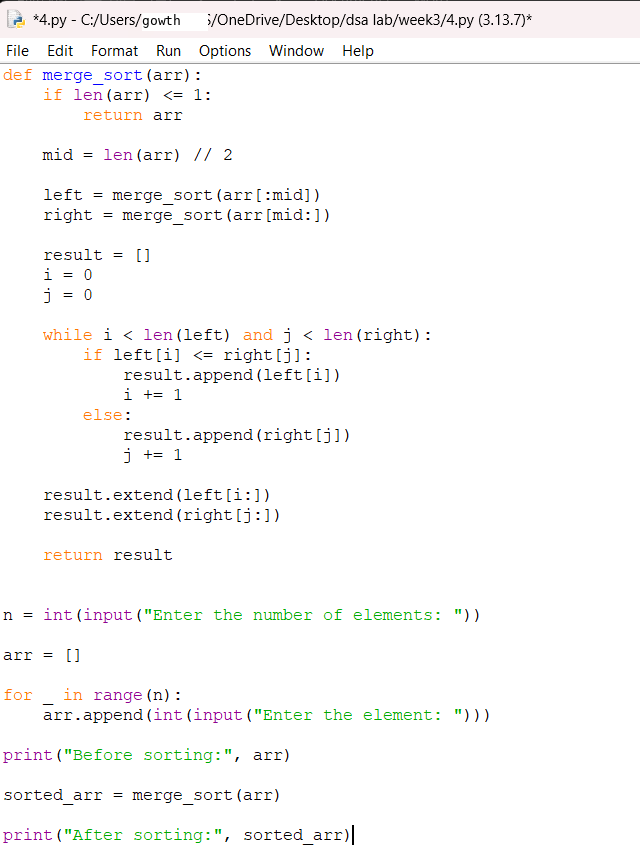 *4.py - C:/Users/gowth S/OneDrive/Desktop/dsa lab/week3/4.py (3.13.7)*
File Edit Format Run Options Window Help
def merge_sort(arr):
    if len(arr) <= 1:
        return arr

    mid = len(arr) // 2

    left = merge_sort(arr[:mid])
    right = merge_sort(arr[mid:])

    result = []
    i = 0
    j = 0

    while i < len(left) and j < len(right):
        if left[i] <= right[j]:
            result.append(left[i])
            i += 1
        else:
            result.append(right[j])
            j += 1

    result.extend(left[i:])
    result.extend(right[j:])

    return result


n = int(input("Enter the number of elements: "))

arr = []

for _ in range(n):
    arr.append(int(input("Enter the element: ")))

print("Before sorting:", arr)

sorted_arr = merge_sort(arr)

print("After sorting:", sorted_arr)